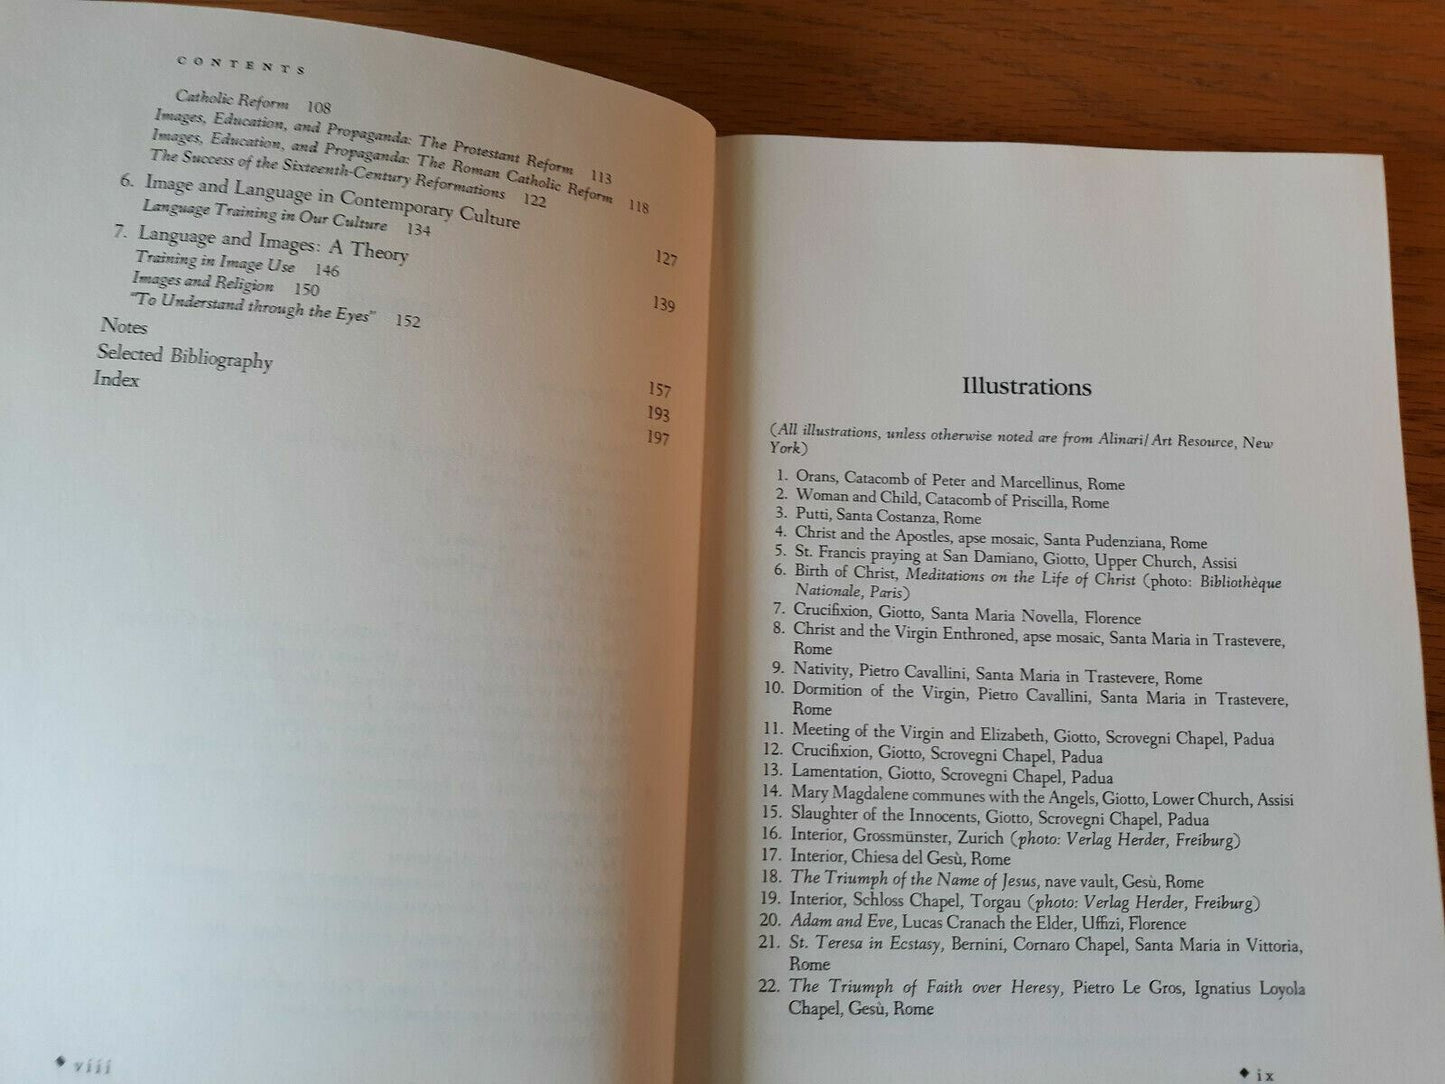 CONTENTS
Catholic Reform 108
Images, Education, and Propaganda: The Protestant Reform 113
Images, Education, and Propaganda: The Roman Catholic Reform 118
The Success of the Sixteenth-Century Reformations 122
6. Image and Language in Contemporary Culture 127
Language Training in Our Culture 134
7. Language and Images: A Theory 139
Training in Image Use 146
Images and Religion 150
"To Understand through the Eyes" 152
Notes 157
Selected Bibliography 193
Index 197
◆ viii
Illustrations
(All illustrations, unless otherwise noted are from Alinari/Art Resource, New
York)
1. Orans, Catacomb of Peter and Marcellinus, Rome
2. Woman and Child, Catacomb of Priscilla, Rome
3. Putti, Santa Costanza, Rome
4. Christ and the Apostles, apse mosaic, Santa Pudenziana, Rome
5. St. Francis praying at San Damiano, Giotto, Upper Church, Assisi
6. Birth of Christ, Meditations on the Life of Christ (photo: Bibliothèque
Nationale, Paris)
7. Crucifixion, Giotto, Santa Maria Novella, Florence
8. Christ and the Virgin Enthroned, apse mosaic, Santa Maria in Trastevere,
Rome
9. Nativity, Pietro Cavallini, Santa Maria in Trastevere, Rome
10. Dormition of the Virgin, Pietro Cavallini, Santa Maria in Trastevere,
Rome
11. Meeting of the Virgin and Elizabeth, Giotto, Scrovegni Chapel, Padua
12. Crucifixion, Giotto, Scrovegni Chapel, Padua
13. Lamentation, Giotto, Scrovegni Chapel, Padua
14. Mary Magdalene communes with the Angels, Giotto, Lower Church, Assisi
15. Slaughter of the Innocents, Giotto, Scrovegni Chapel, Padua
16. Interior, Grossmünster, Zurich (photo: Verlag Herder, Freiburg)
17. Interior, Chiesa del Gesù, Rome
18. The Triumph of the Name of Jesus, nave vault, Gesù, Rome
19. Interior, Schloss Chapel, Torgau (photo: Verlag Herder, Freiburg)
20. Adam and Eve, Lucas Cranach the Elder, Uffizi, Florence
21. St. Teresa in Ecstasy, Bernini, Cornaro Chapel, Santa Maria in Vittoria,
Rome
22. The Triumph of Faith over Heresy, Pietro Le Gros, Ignatius Loyola
Chapel, Gesù, Rome
◆ ix